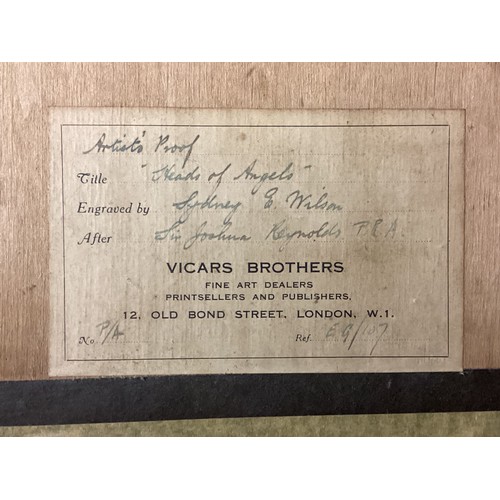 Artist's Proof
Title "Heads of Angels"
Engraved by Sydney E. Wilson
After Sir Joshua Reynolds P.R.A.
VICARS BROTHERS
FINE ART DEALERS
PRINTSELLERS AND PUBLISHERS,
12, OLD BOND STREET, LONDON, W.1.
No. P/A Ref.